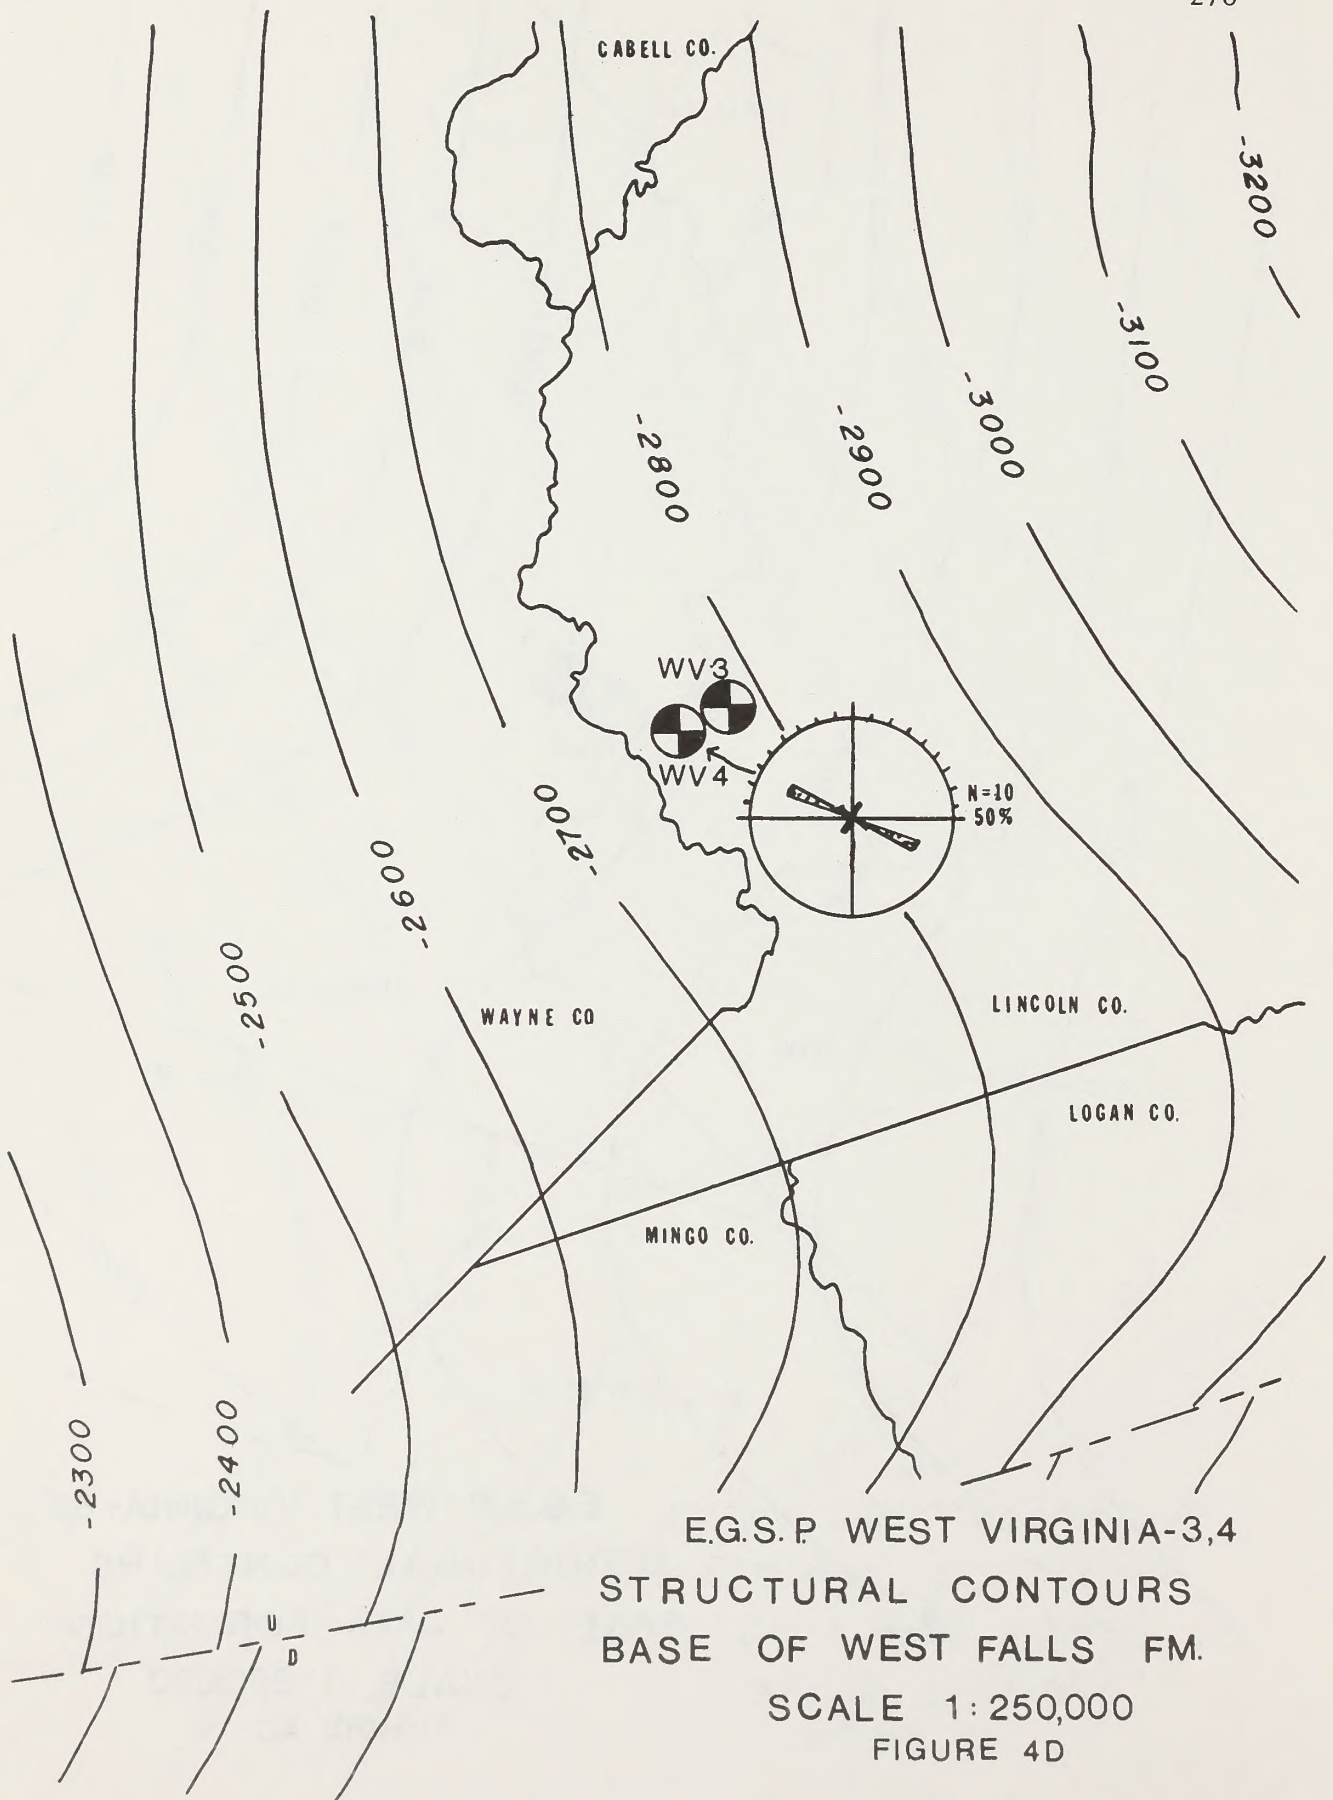 CABELL CO.
-3200
-3100
-3000
-2900
-2800
WV3
WV4
N=10
50%
-2700
-2600
-2500
WAYNE CO
LINCOLN CO.
LOGAN CO.
MINGO CO.
-2300
-2400
U
D
E.G.S.P. WEST VIRGINIA-3,4
STRUCTURAL CONTOURS
BASE OF WEST FALLS FM.
SCALE 1:250,000
FIGURE 4D